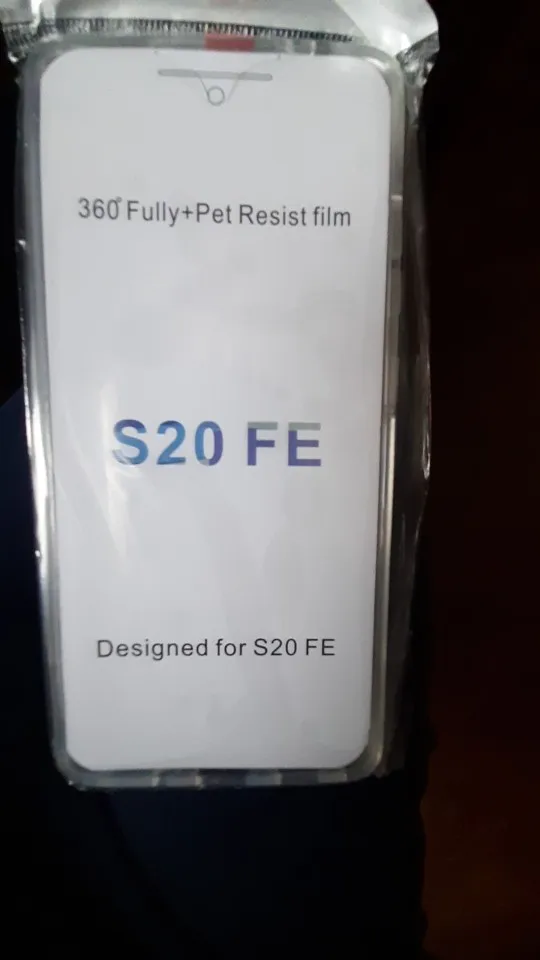 360° Fully+Pet Resist film
S20 FE
Designed for S20 FE